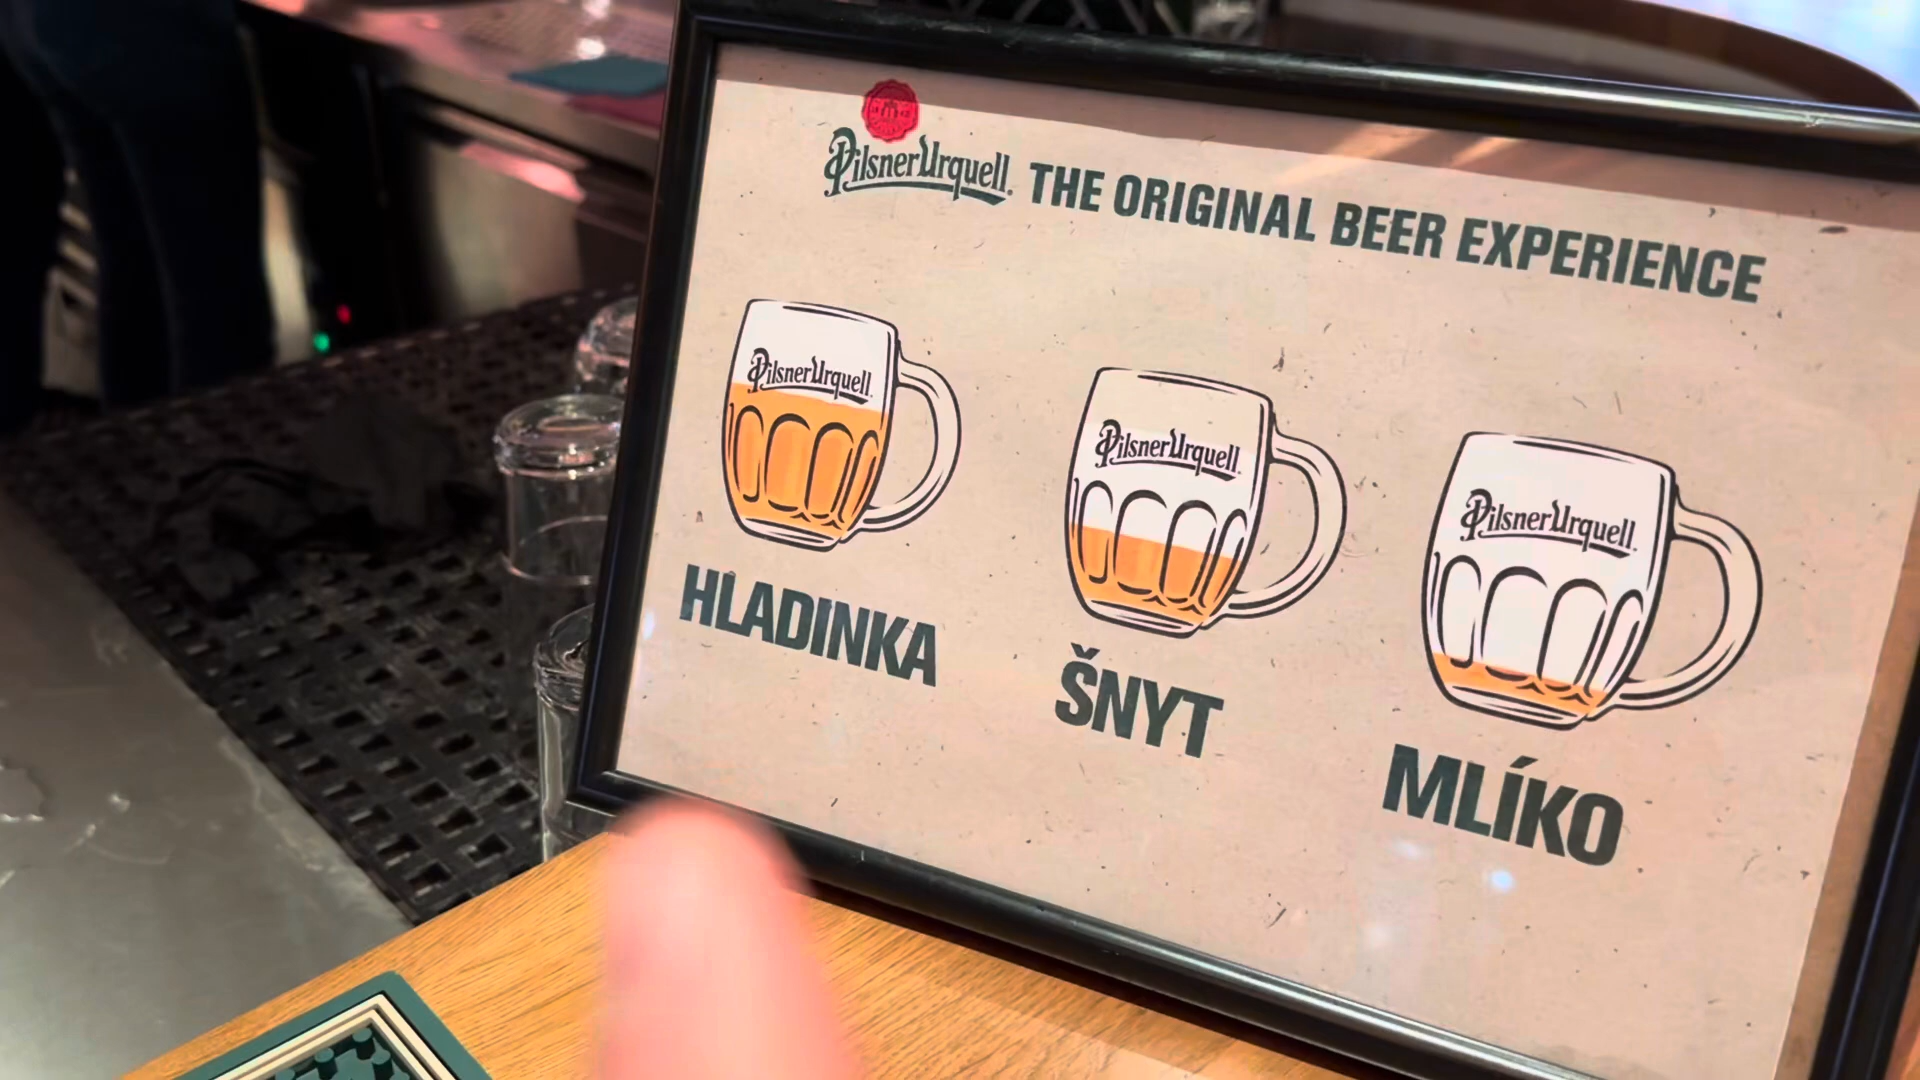 Pilsner Urquell THE ORIGINAL BEER EXPERIENCE
Pilsner Urquell
Pilsner Urquell
Pilsner Urquell
HLADINKA
ŠNYT
MLÍKO